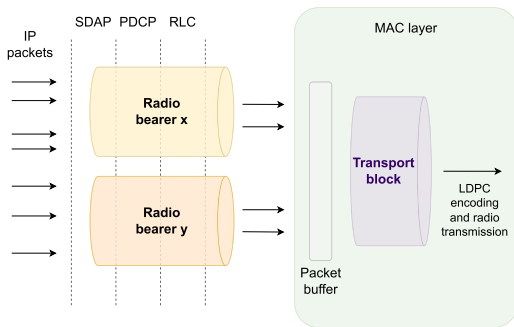 IP
packets
SDAP PDCP RLC
MAC layer
Radio
bearer x
Radio
bearer y
Packet
buffer
Transport
block
LDPC
encoding
and radio
transmission